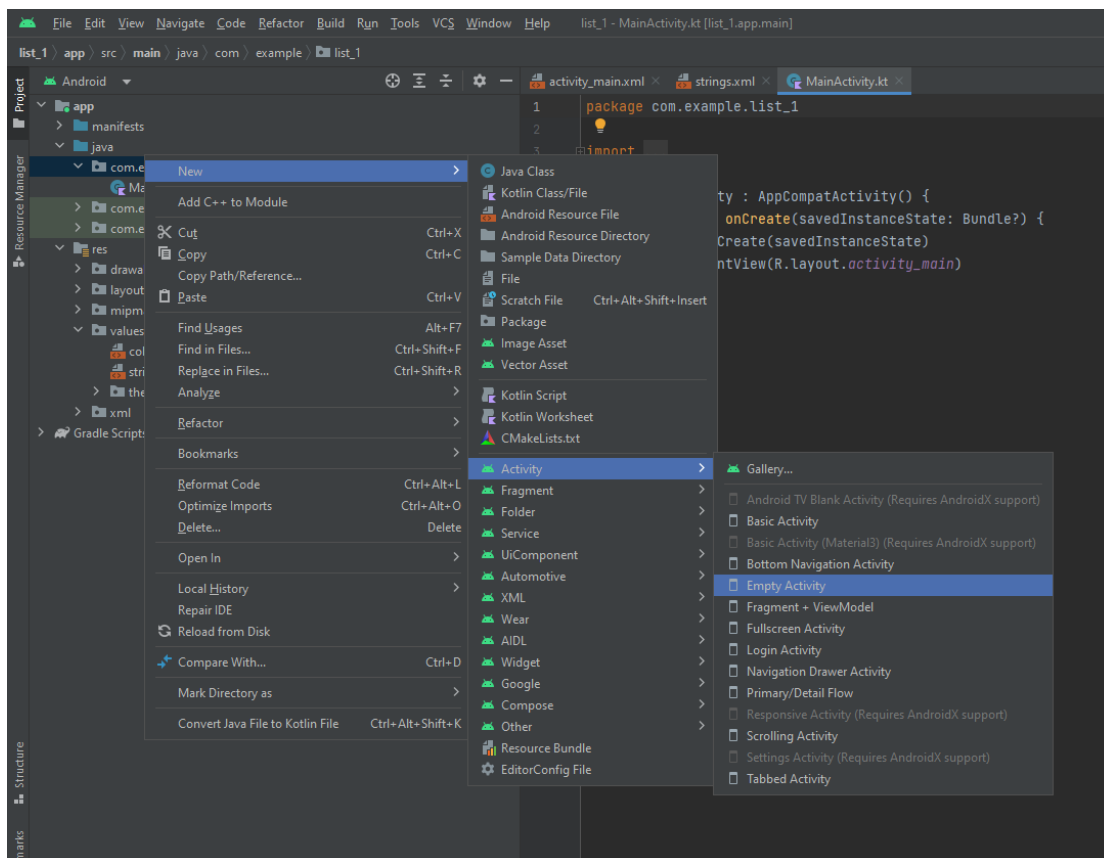 File Edit View Navigate Code Refactor Build Run Tools VCS Window Help list_1 - MainActivity.kt [list_1.app.main]
list_1 app src main java com example list_1
Project
Android
activity_main.xml
strings.xml
MainActivity.kt
app
manifests
java
com.e
Ma
com.e
com.e
res
drawa
layout
mipm
values
col
stri
the
xml
Gradle Scripts
Resource Manager
Structure
1 package com.example.list_1
2
3 import ...
ty : AppCompatActivity() {
onCreate(savedInstanceState: Bundle?) {
Create(savedInstanceState)
ntView(R.layout.activity_main)
New
Add C++ to Module
Cut Ctrl+X
Copy Ctrl+C
Copy Path/Reference...
Paste Ctrl+V
Find Usages Alt+F7
Find in Files... Ctrl+Shift+F
Replace in Files... Ctrl+Shift+R
Analyze
Refactor
Bookmarks
Reformat Code Ctrl+Alt+L
Optimize Imports Ctrl+Alt+O
Delete... Delete
Open In
Local History
Repair IDE
Reload from Disk
Compare With... Ctrl+D
Mark Directory as
Convert Java File to Kotlin File Ctrl+Alt+Shift+K
Java Class
Kotlin Class/File
Android Resource File
Android Resource Directory
Sample Data Directory
File
Scratch File Ctrl+Alt+Shift+Insert
Package
Image Asset
Vector Asset
Kotlin Script
Kotlin Worksheet
CMakeLists.txt
Activity
Fragment
Folder
Service
UiComponent
Automotive
XML
Wear
AIDL
Widget
Google
Compose
Other
Resource Bundle
EditorConfig File
Gallery...
Android TV Blank Activity (Requires AndroidX support)
Basic Activity
Basic Activity (Material3) (Requires AndroidX support)
Bottom Navigation Activity
Empty Activity
Fragment + ViewModel
Fullscreen Activity
Login Activity
Navigation Drawer Activity
Primary/Detail Flow
Responsive Activity (Requires AndroidX support)
Scrolling Activity
Settings Activity (Requires AndroidX support)
Tabbed Activity